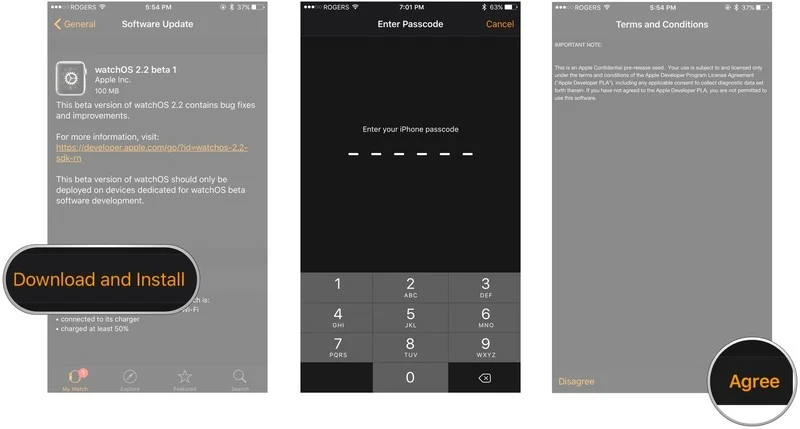 ●●●○○ ROGERS 5:54 PM 37%
General Software Update
watchOS 2.2 beta 1
Apple Inc.
100 MB
This beta version of watchOS 2.2 contains bug fixes
and improvements.
For more information, visit:
https://developer.apple.com/go/?id=watchos-2.2-
sdk-rn
This beta version of watchOS should only be
deployed on devices dedicated for watchOS beta
software development.
Download and Install
ch is:
Wi-Fi
• connected to its charger
• charged at least 50%
1
My Watch Explore Featured Search
●●●●○ ROGERS 7:01 PM 63%
Enter Passcode Cancel
Enter your iPhone passcode
1 2 3
ABC DEF
4 5 6
GHI JKL MNO
7 8 9
PQRS TUV WXYZ
0
●●●○○ ROGERS 5:54 PM 37%
Terms and Conditions
IMPORTANT NOTE:
This is an Apple Confidential pre-release seed. Your use is subject to and licensed only
under the terms and conditions of the Apple Developer Program License Agreement
("Apple Developer PLA"), including any applicable consent to collect diagnostic data set
forth therein. If you have not agreed to the Apple Developer PLA, you are not permitted to
use this software.
Disagree Agree